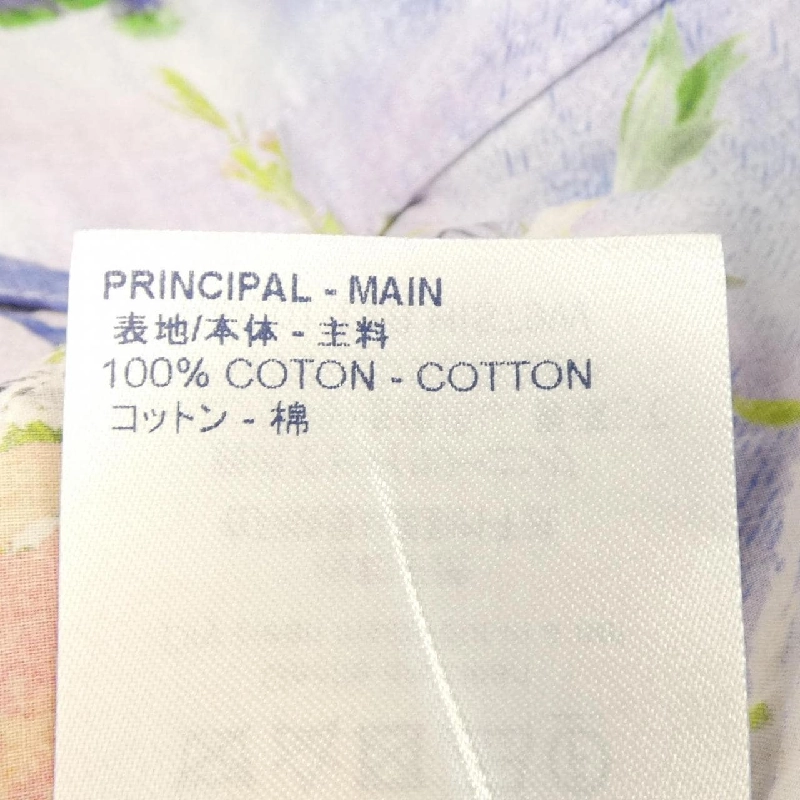 PRINCIPAL - MAIN
表地/本体 - 主料
100% COTON - COTTON
コットン - 棉